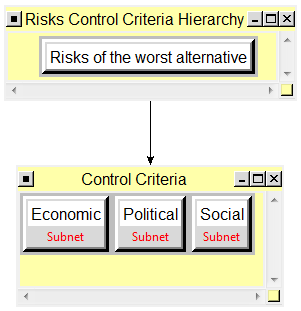 Risks Control Criteria Hierarchy
Risks of the worst alternative
Control Criteria
Economic Political Social
Subnet Subnet Subnet